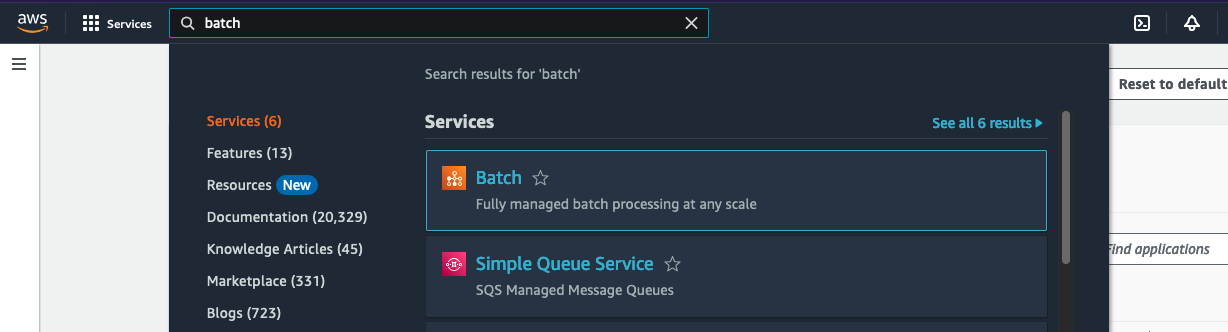 aws
Services
batch
Reset to default
Search results for 'batch'
Services (6)
Features (13)
Resources New
Documentation (20,329)
Knowledge Articles (45)
Marketplace (331)
Blogs (723)
Services
See all 6 results
Batch
Fully managed batch processing at any scale
Simple Queue Service
SQS Managed Message Queues
Find applications